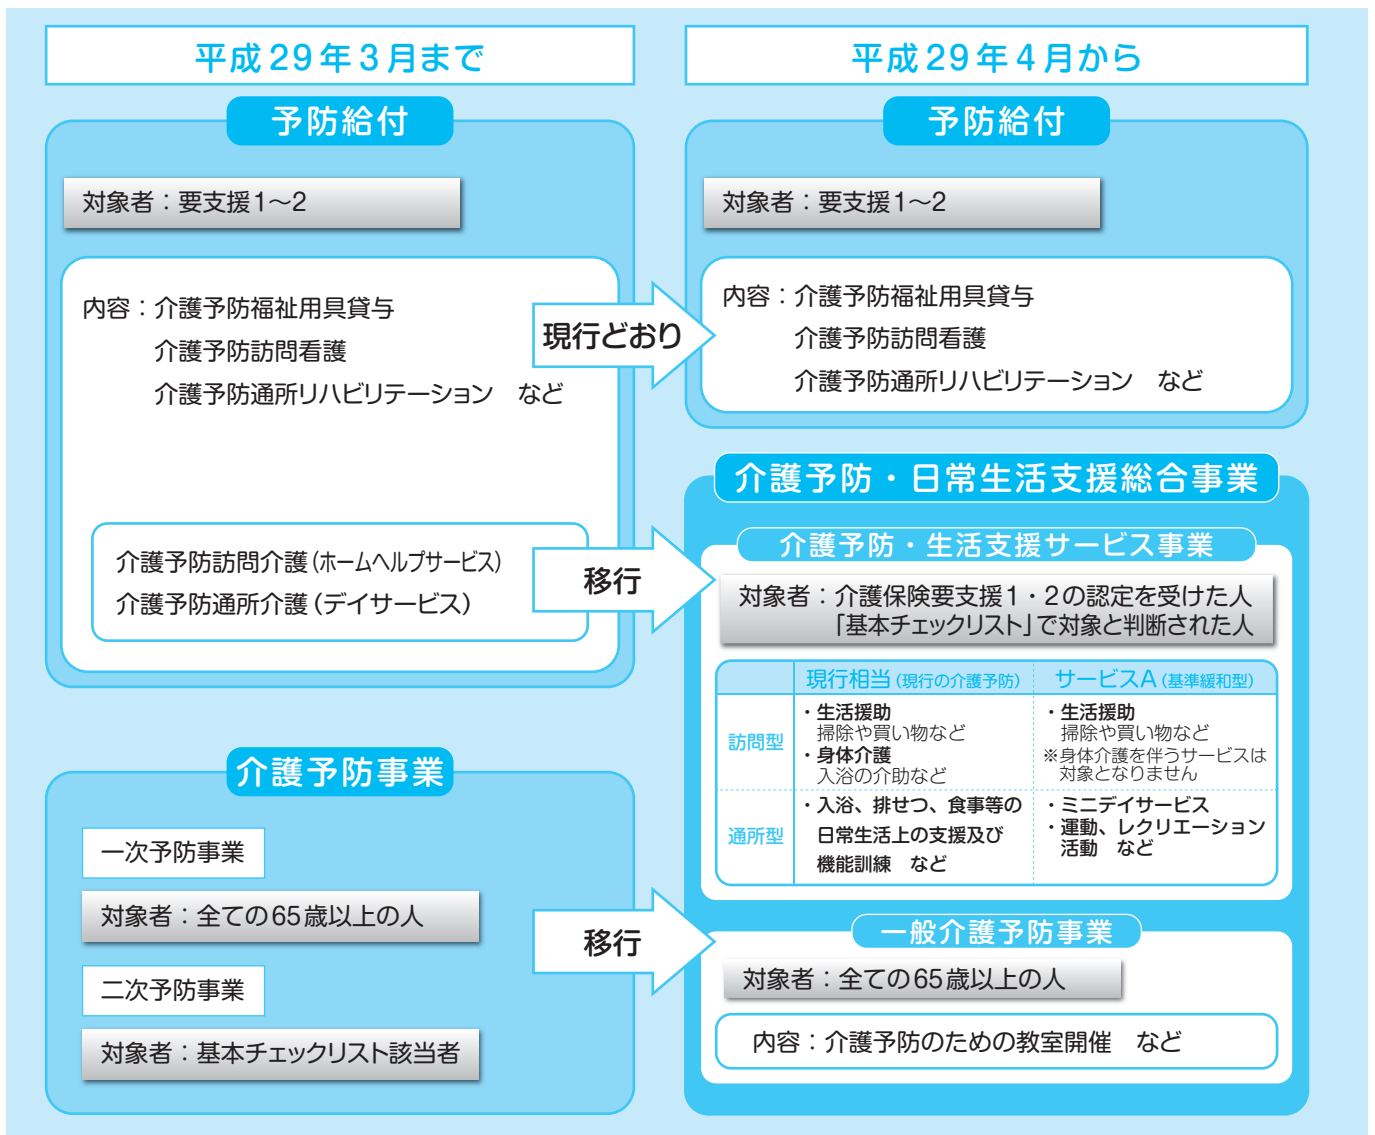 平成29年3月まで
予防給付
対象者：要支援1～2
内容：介護予防福祉用具貸与
介護予防訪問看護
介護予防通所リハビリテーション　など
介護予防訪問介護（ホームヘルプサービス）
介護予防通所介護（デイサービス）
介護予防事業
一次予防事業
対象者：全ての65歳以上の人
二次予防事業
対象者：基本チェックリスト該当者
現行どおり
移行
移行
平成29年4月から
予防給付
対象者：要支援1～2
内容：介護予防福祉用具貸与
介護予防訪問看護
介護予防通所リハビリテーション　など
介護予防・日常生活支援総合事業
介護予防・生活支援サービス事業
対象者：介護保険要支援1・2の認定を受けた人
「基本チェックリスト」で対象と判断された人
現行相当（現行の介護予防）
サービスA（基準緩和型）
訪問型
・生活援助
掃除や買い物など
・身体介護
入浴の介助など
・生活援助
掃除や買い物など
※身体介護を伴うサービスは
対象となりません
通所型
・入浴、排せつ、食事等の
日常生活上の支援及び
機能訓練　など
・ミニデイサービス
・運動、レクリエーション
活動　など
一般介護予防事業
対象者：全ての65歳以上の人
内容：介護予防のための教室開催　など